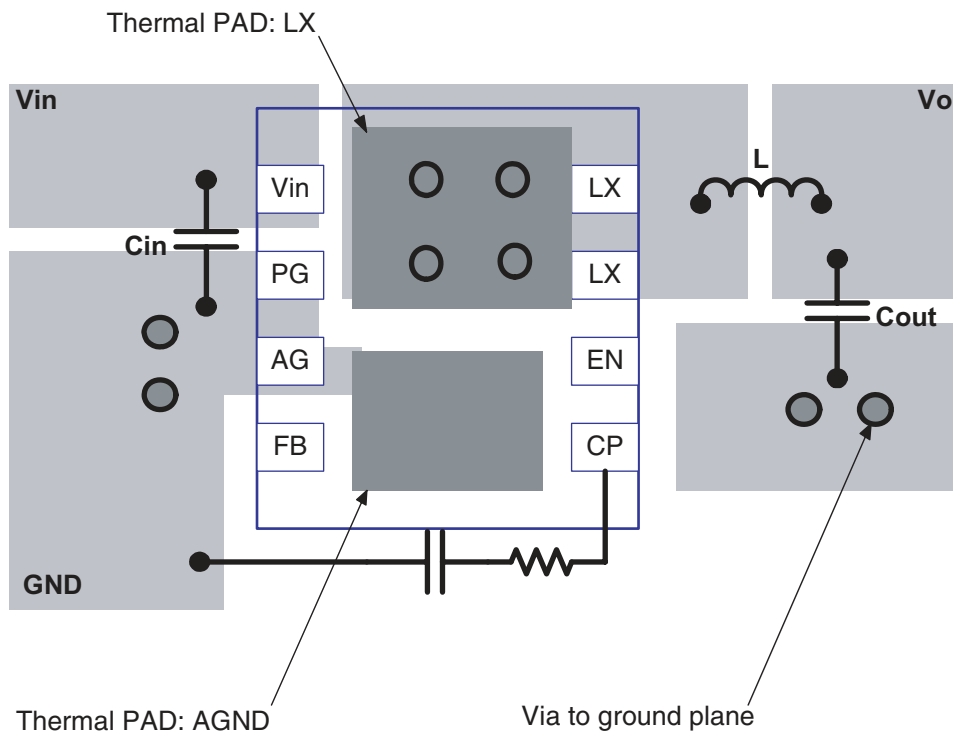 Thermal PAD: LX
Vin
Vo
L
Vin
LX
Cin
PG
LX
Cout
AG
EN
FB
CP
GND
Thermal PAD: AGND
Via to ground plane